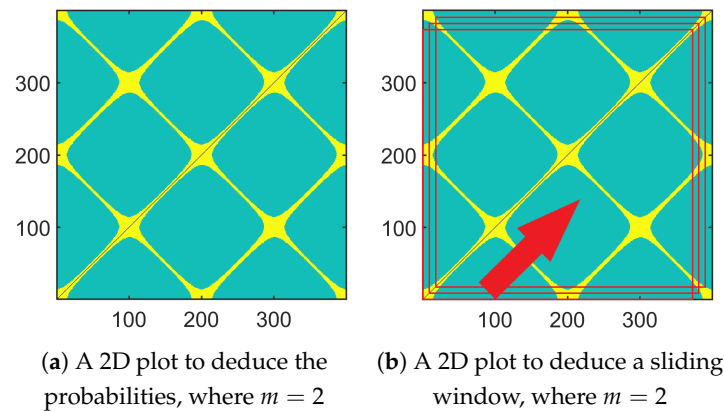 300
200
100
100 200 300
300
200
100
100 200 300
(a) A 2D plot to deduce the
probabilities, where m = 2
(b) A 2D plot to deduce a sliding
window, where m = 2